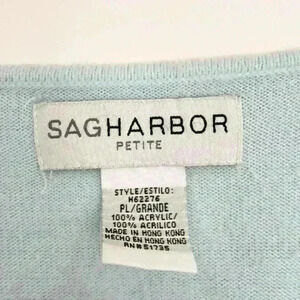 SAGHARBOR
PETITE
STYLE/ESTILO:
H62276
PL/GRANDE
100% ACRYLIC/
100% ACRILICO
MADE IN HONG KONG
HECHO EN HONG KONG
RN#51735